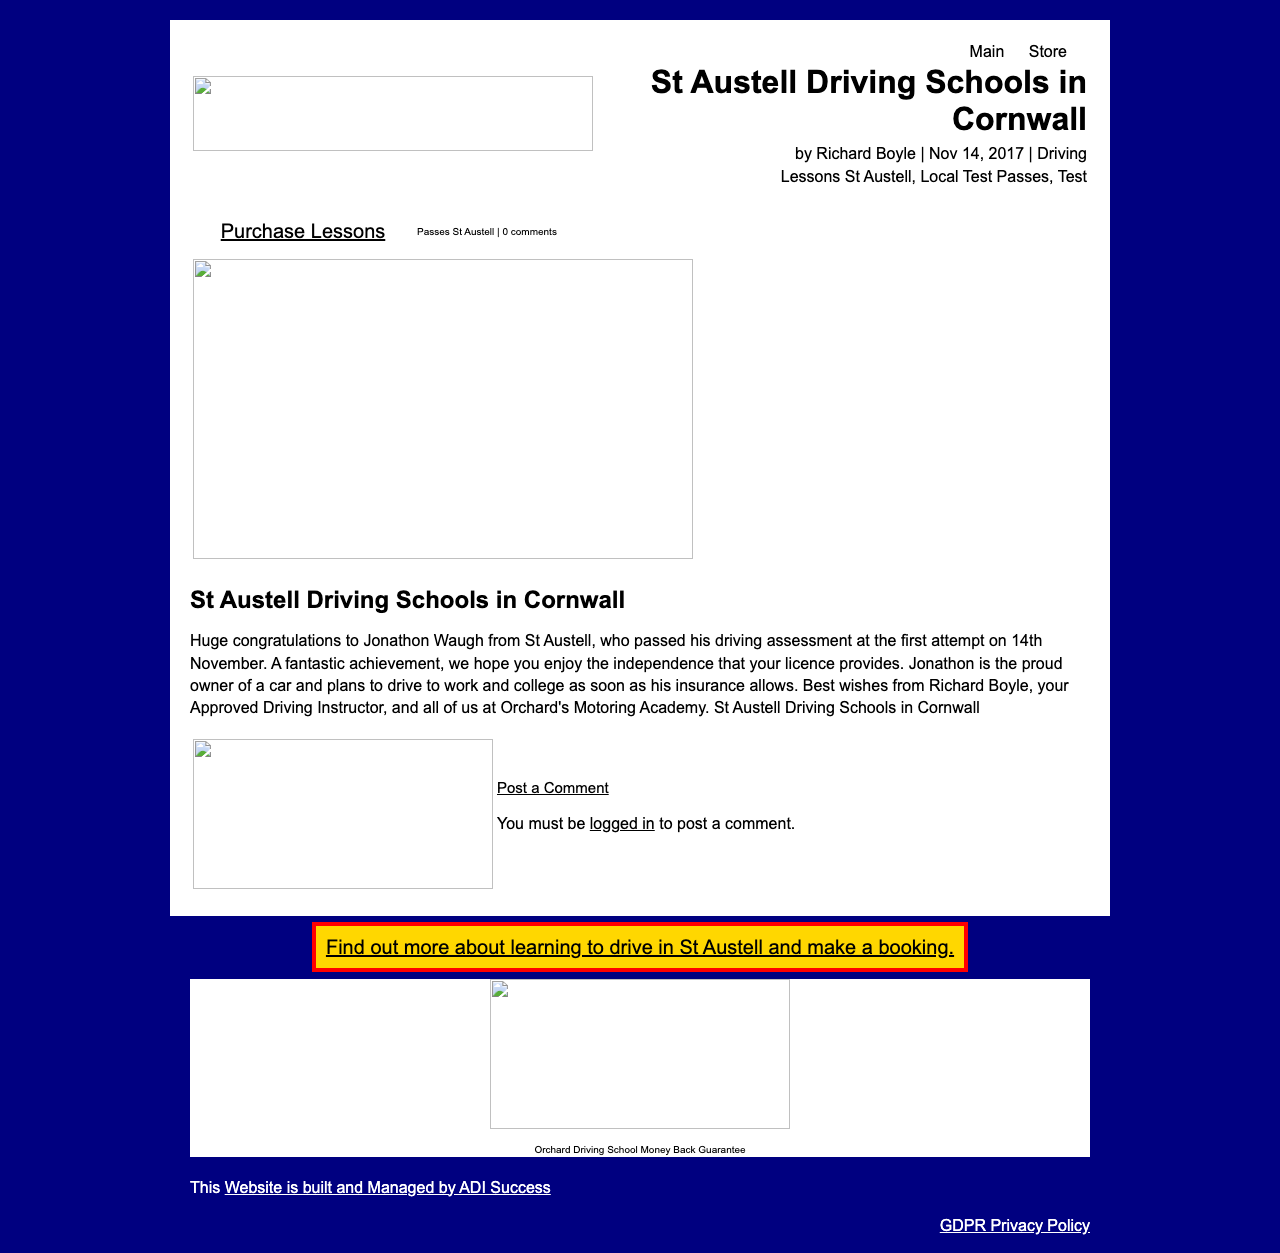 Main Store
St Austell Driving Schools in
Cornwall
by Richard Boyle | Nov 14, 2017 | Driving
Lessons St Austell, Local Test Passes, Test
Purchase Lessons
Passes St Austell | 0 comments
St Austell Driving Schools in Cornwall
Huge congratulations to Jonathon Waugh from St Austell, who passed his driving assessment at the first attempt on 14th
November. A fantastic achievement, we hope you enjoy the independence that your licence provides. Jonathon is the proud
owner of a car and plans to drive to work and college as soon as his insurance allows. Best wishes from Richard Boyle, your
Approved Driving Instructor, and all of us at Orchard's Motoring Academy. St Austell Driving Schools in Cornwall
Post a Comment
You must be logged in to post a comment.
Find out more about learning to drive in St Austell and make a booking.
Orchard Driving School Money Back Guarantee
This Website is built and Managed by ADI Success
GDPR Privacy Policy